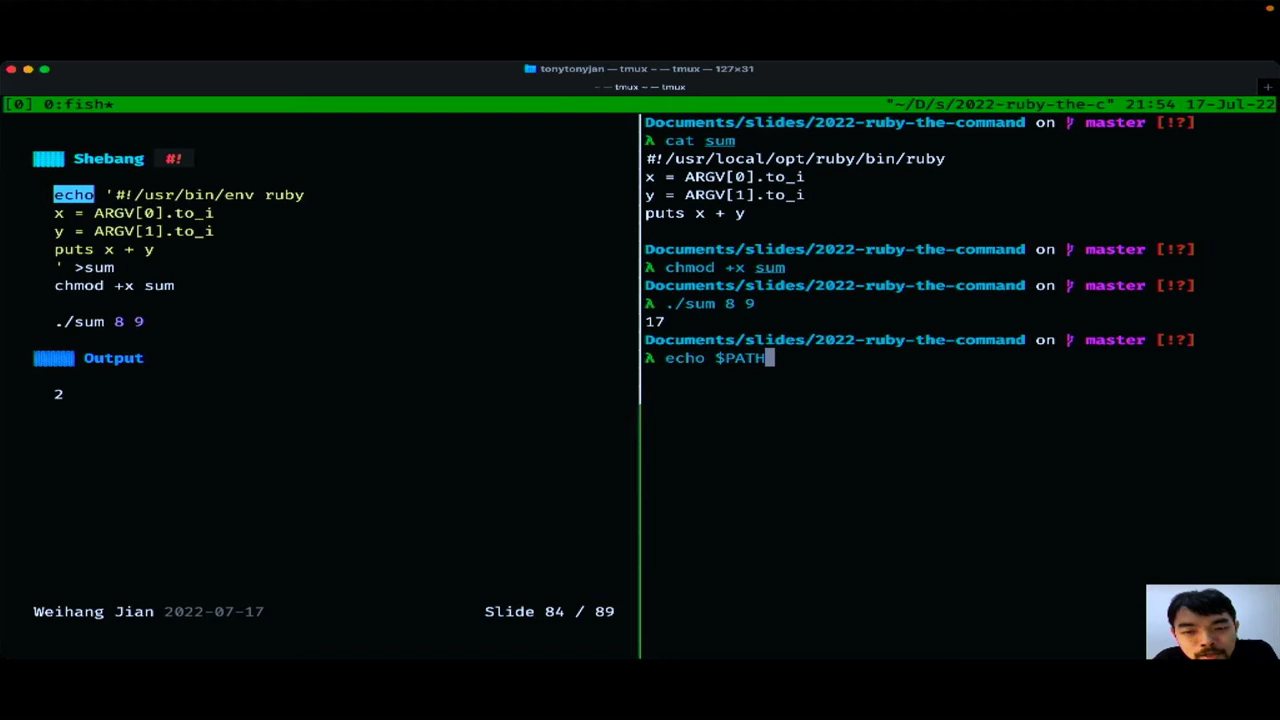 tonytonyjan — tmux - — tmux — 127×31
- — tmux - — tmux
[0] 0:fish* "~/D/s/2022-ruby-the-c" 21:54 17-Jul-22
Shebang #!
echo '#!/usr/bin/env ruby
x = ARGV[0].to_i
y = ARGV[1].to_i
puts x + y
' >sum
chmod +x sum
./sum 8 9
Output
2
Weihang Jian 2022-07-17 Slide 84 / 89
Documents/slides/2022-ruby-the-command on master [!?]
λ cat sum
#!/usr/local/opt/ruby/bin/ruby
x = ARGV[0].to_i
y = ARGV[1].to_i
puts x + y
Documents/slides/2022-ruby-the-command on master [!?]
λ chmod +x sum
Documents/slides/2022-ruby-the-command on master [!?]
λ ./sum 8 9
17
Documents/slides/2022-ruby-the-command on master [!?]
λ echo $PATH